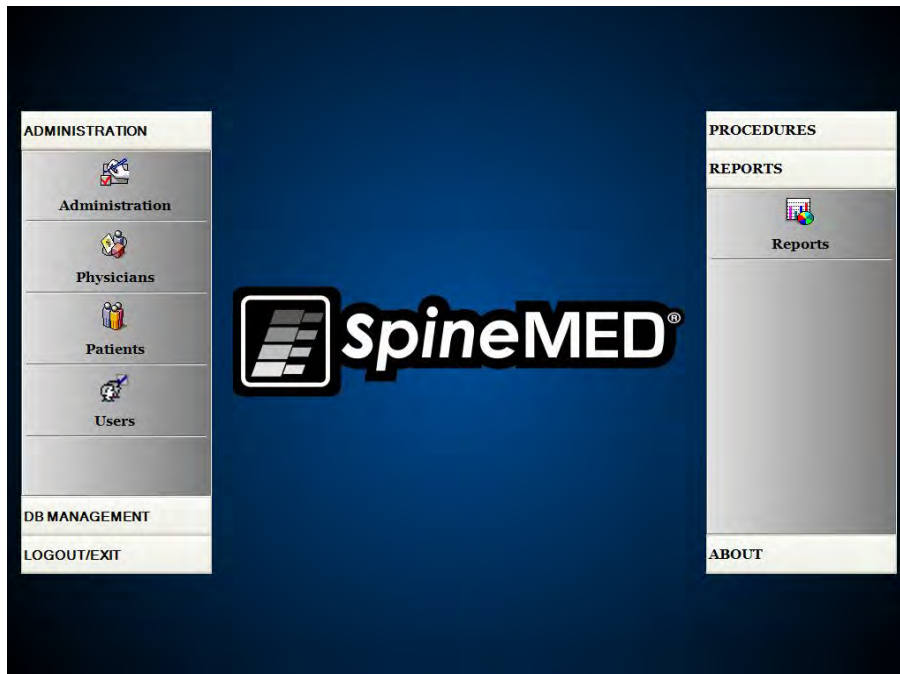 ADMINISTRATION
Administration
Physicians
Patients
Users
DB MANAGEMENT
LOGOUT/EXIT
SpineMED®
PROCEDURES
REPORTS
Reports
ABOUT